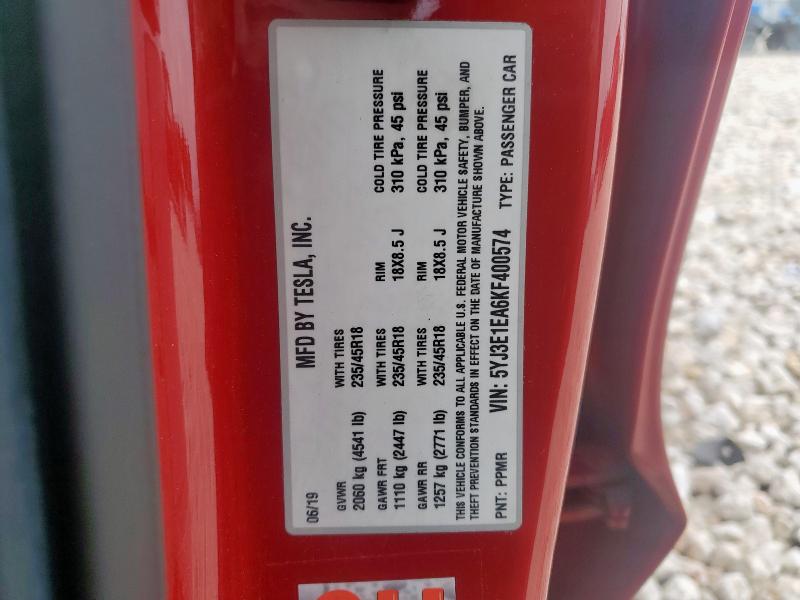 MFD BY TESLA, INC.
06/19
GVWR WITH TIRES
2060 kg (4541 lb) 235/45R18
GAWR FRT WITH TIRES RIM COLD TIRE PRESSURE
1110 kg (2447 lb) 235/45R18 18X8.5 J 310 kPa, 45 psi
GAWR RR WITH TIRES RIM COLD TIRE PRESSURE
1257 kg (2771 lb) 235/45R18 18X8.5 J 310 kPa, 45 psi
THIS VEHICLE CONFORMS TO ALL APPLICABLE U.S. FEDERAL MOTOR VEHICLE SAFETY, BUMPER, AND
THEFT PREVENTION STANDARDS IN EFFECT ON THE DATE OF MANUFACTURE SHOWN ABOVE.
PNT: PPMR VIN: 5YJ3E1EA6KF400574 TYPE: PASSENGER CAR